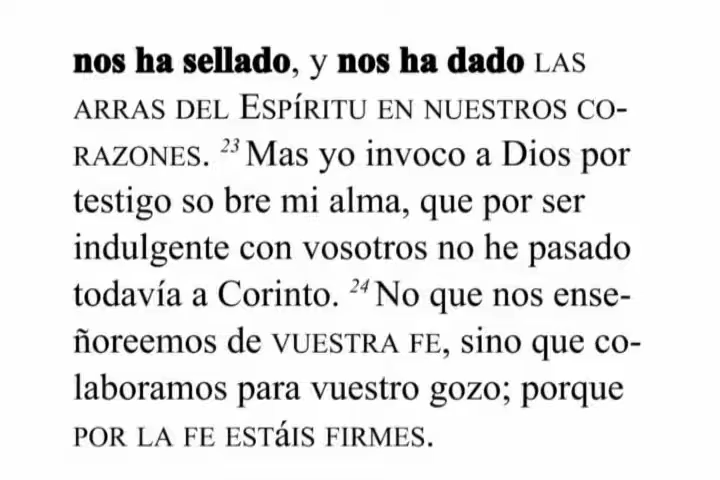 nos ha sellado, y nos ha dado LAS
ARRAS DEL ESPíRITU EN NUESTROS CO-
RAZONES. 23 Mas yo invoco a Dios por
testigo so bre mi alma, que por ser
indulgente con vosotros no he pasado
todavía a Corinto. 24 No que nos ense-
ñoreemos de VUESTRA FE, sino que co-
laboramos para vuestro gozo; porque
POR LA FE ESTáIS FIRMES.